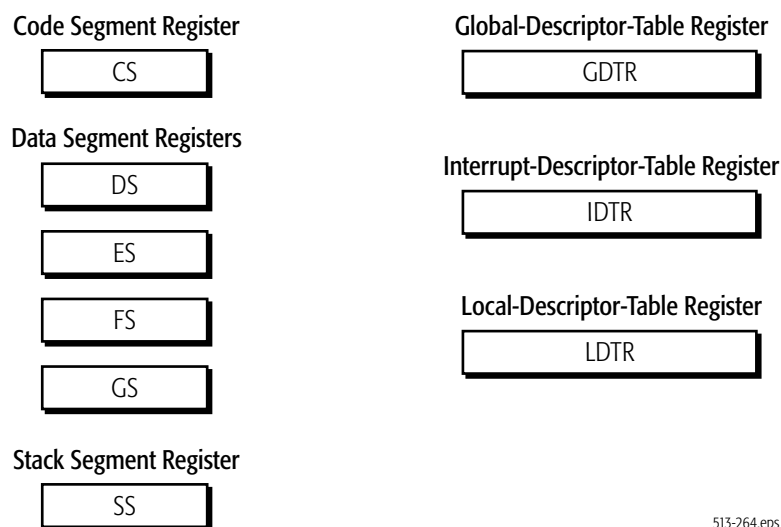 Code Segment Register
CS
Data Segment Registers
DS
ES
FS
GS
Stack Segment Register
SS
Global-Descriptor-Table Register
GDTR
Interrupt-Descriptor-Table Register
IDTR
Local-Descriptor-Table Register
LDTR
513-264.eps